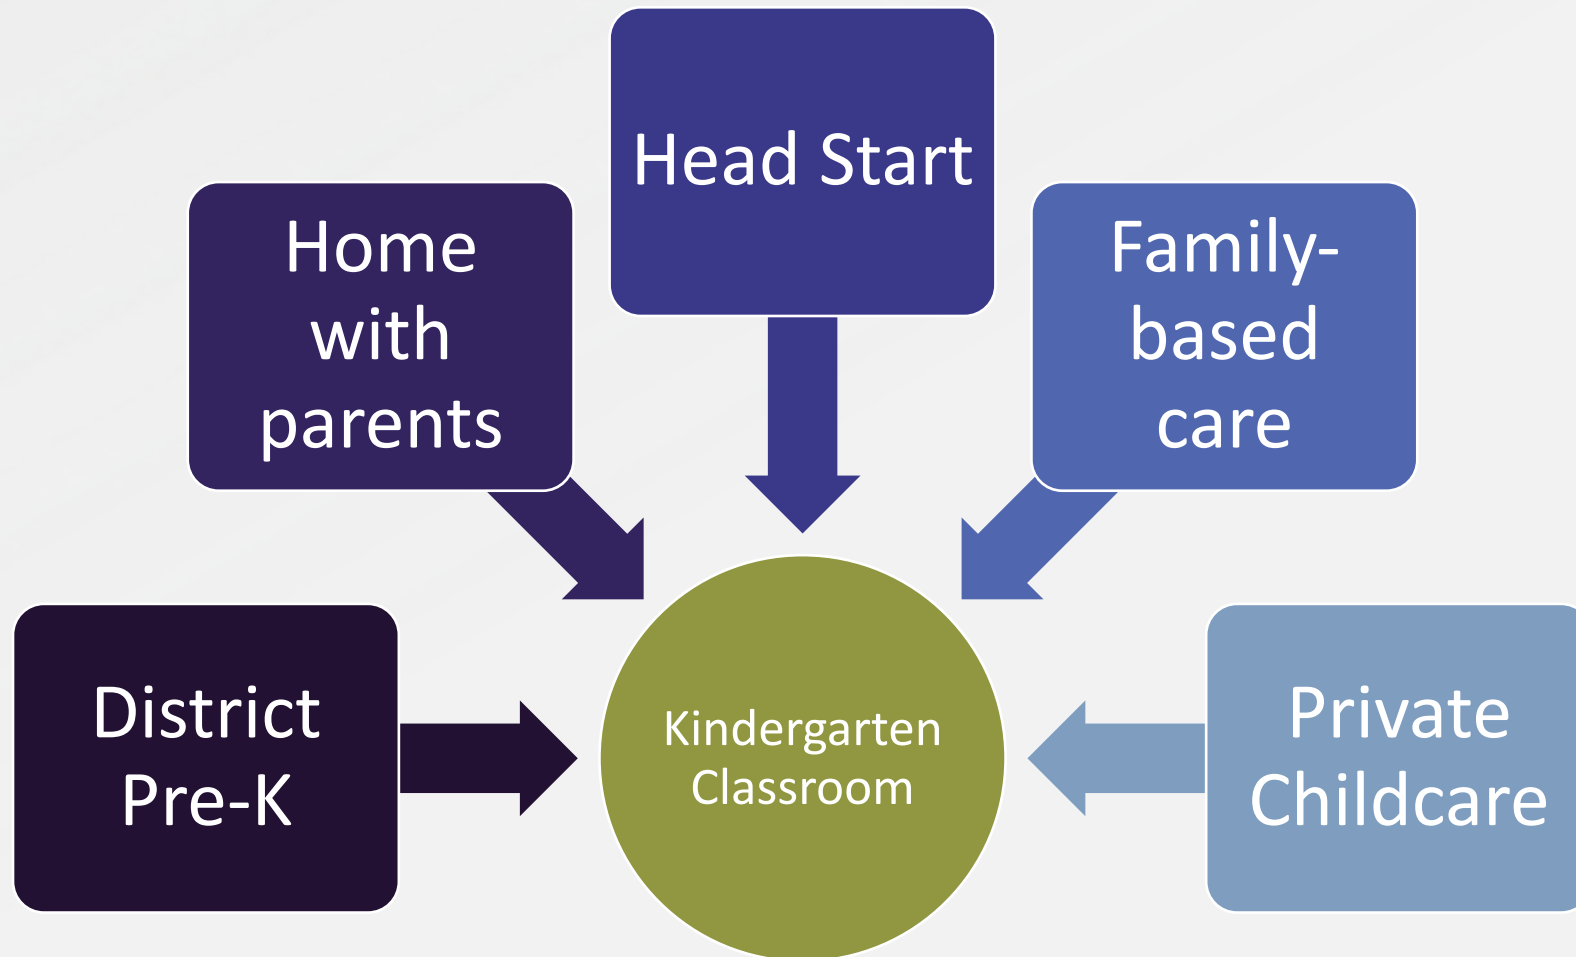 Head Start
Home
with
parents
Family-
based
care
District
Pre-K
Kindergarten
Classroom
Private
Childcare